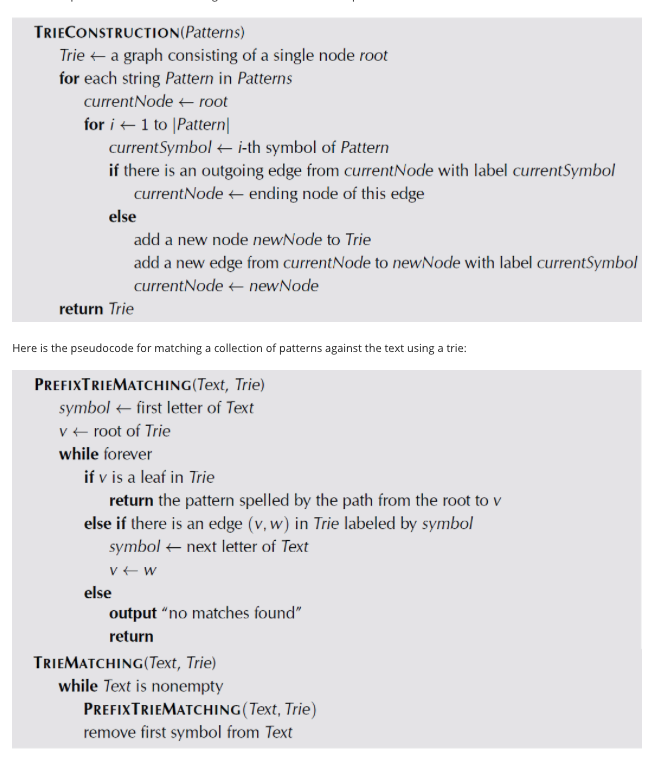 TRIECONSTRUCTION(Patterns)
Trie ← a graph consisting of a single node root
for each string Pattern in Patterns
currentNode ← root
for i ← 1 to |Pattern|
currentSymbol ← i-th symbol of Pattern
if there is an outgoing edge from currentNode with label currentSymbol
currentNode ← ending node of this edge
else
add a new node newNode to Trie
add a new edge from currentNode to newNode with label currentSymbol
currentNode ← newNode
return Trie
Here is the pseudocode for matching a collection of patterns against the text using a trie:
PREFIXTRIEMATCHING(Text, Trie)
symbol ← first letter of Text
v ← root of Trie
while forever
if v is a leaf in Trie
return the pattern spelled by the path from the root to v
else if there is an edge (v, w) in Trie labeled by symbol
symbol ← next letter of Text
v ← w
else
output “no matches found”
return
TRIEMATCHING(Text, Trie)
while Text is nonempty
PREFIXTRIEMATCHING(Text, Trie)
remove first symbol from Text